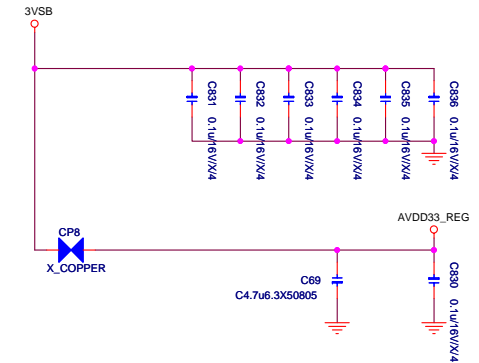 3VSB
C831 0.1u/16V/X/4
C832 0.1u/16V/X/4
C833 0.1u/16V/X/4
C834 0.1u/16V/X/4
C835 0.1u/16V/X/4
C836 0.1u/16V/X/4
CP8
X_COPPER
AVDD33_REG
C69
C4.7u6.3X50805
C830 0.1u/16V/X/4